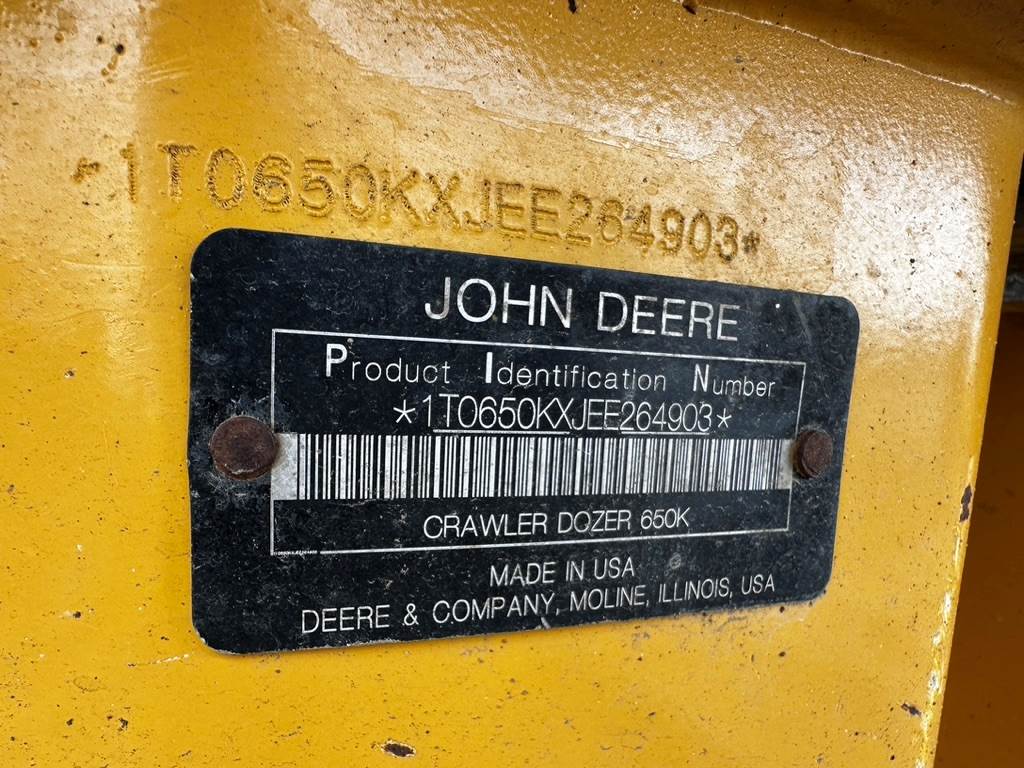 *1T0650KXJEE264903*
JOHN DEERE
Product Identification Number
*1T0650KXJEE264903*
CRAWLER DOZER 650K
MADE IN USA
DEERE & COMPANY, MOLINE, ILLINOIS, USA